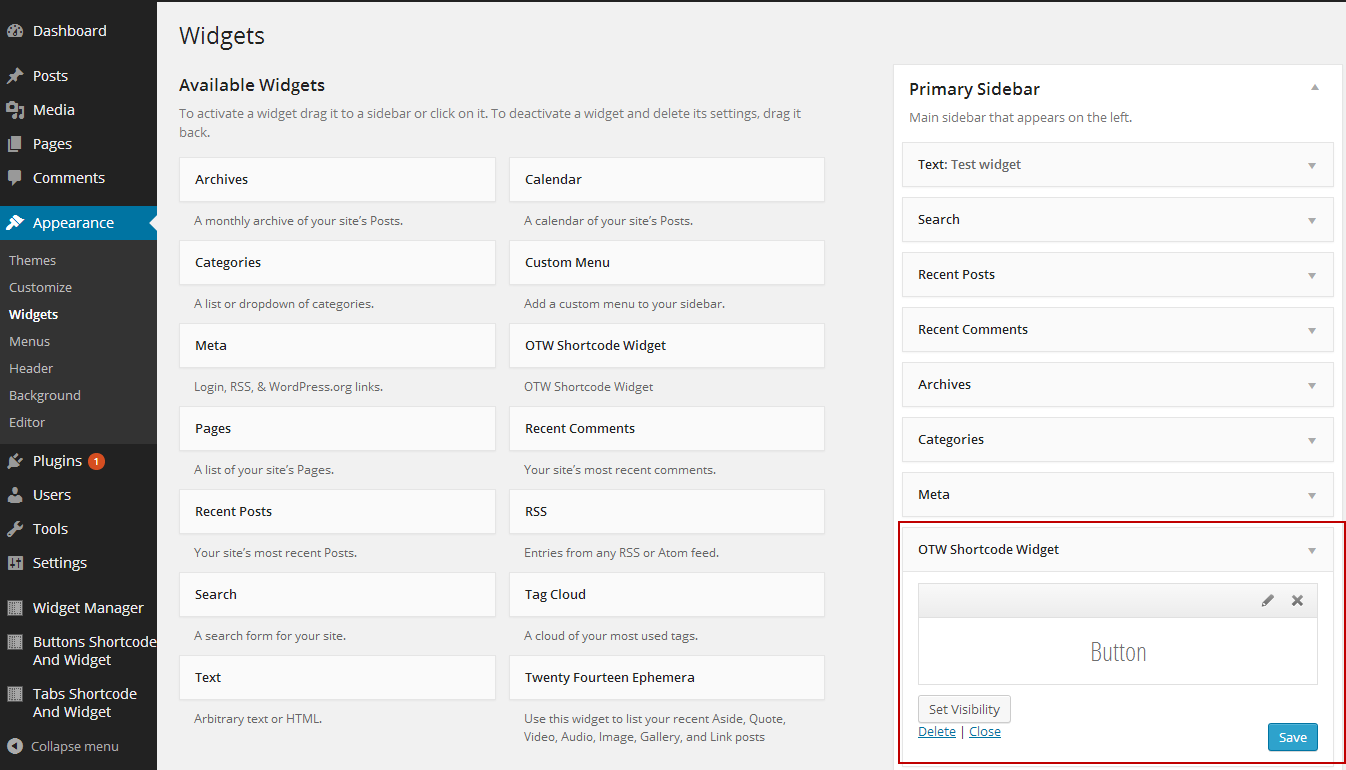 Dashboard
Posts
Media
Pages
Comments
Appearance
Themes
Customize
Widgets
Menus
Header
Background
Editor
Plugins 1
Users
Tools
Settings
Widget Manager
Buttons Shortcode
And Widget
Tabs Shortcode
And Widget
Collapse menu
Widgets
Available Widgets
To activate a widget drag it to a sidebar or click on it. To deactivate a widget and delete its settings, drag it
back.
Archives
A monthly archive of your site's Posts.
Calendar
A calendar of your site's Posts.
Categories
A list or dropdown of categories.
Custom Menu
Add a custom menu to your sidebar.
Meta
Login, RSS, & WordPress.org links.
OTW Shortcode Widget
OTW Shortcode Widget
Pages
A list of your site's Pages.
Recent Comments
Your site's most recent comments.
Recent Posts
Your site's most recent Posts.
RSS
Entries from any RSS or Atom feed.
Search
A search form for your site.
Tag Cloud
A cloud of your most used tags.
Text
Arbitrary text or HTML.
Twenty Fourteen Ephemera
Use this widget to list your recent Aside, Quote,
Video, Audio, Image, Gallery, and Link posts
Primary Sidebar
Main sidebar that appears on the left.
Text: Test widget
Search
Recent Posts
Recent Comments
Archives
Categories
Meta
OTW Shortcode Widget
Button
Set Visibility
Delete | Close
Save